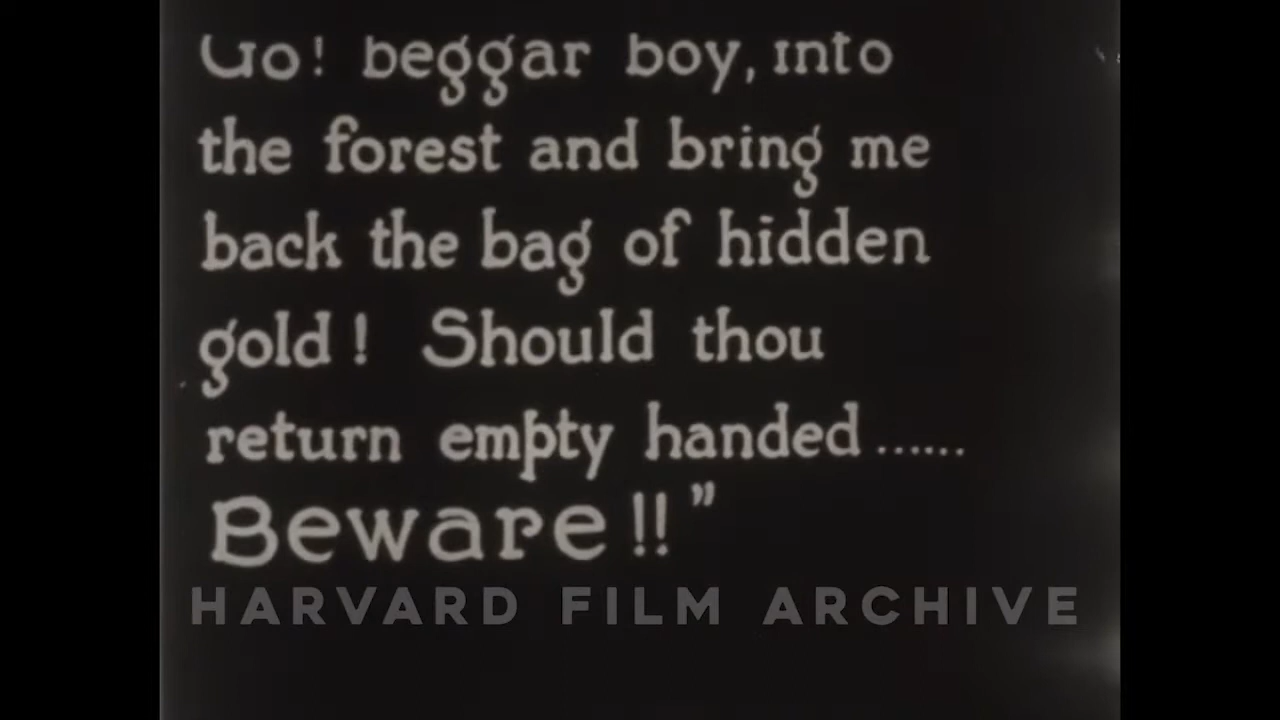 Go! beggar boy, into
the forest and bring me
back the bag of hidden
gold! Should thou
return empty handed......
Beware!!"
HARVARD FILM ARCHIVE